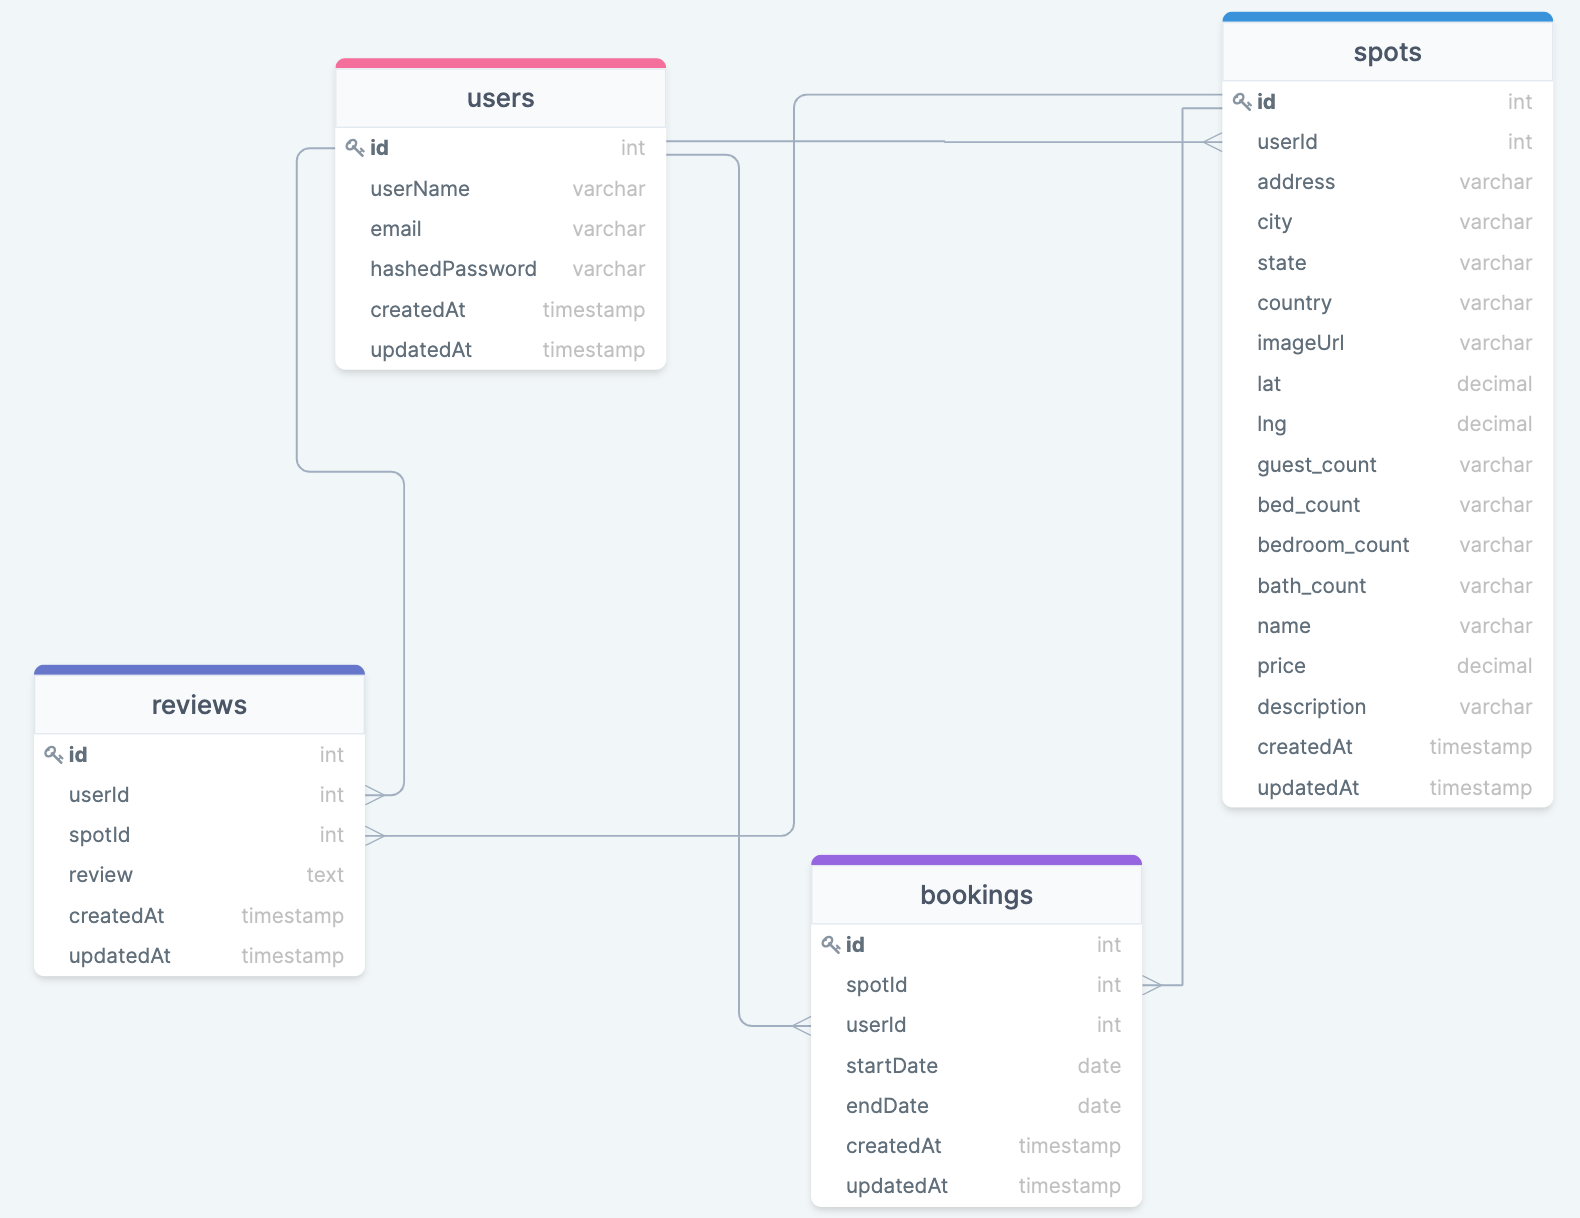 users
id int
userName varchar
email varchar
hashedPassword varchar
createdAt timestamp
updatedAt timestamp
spots
id int
userId int
address varchar
city varchar
state varchar
country varchar
imageUrl varchar
lat decimal
lng decimal
guest_count varchar
bed_count varchar
bedroom_count varchar
bath_count varchar
name varchar
price decimal
description varchar
createdAt timestamp
updatedAt timestamp
reviews
id int
userId int
spotId int
review text
createdAt timestamp
updatedAt timestamp
bookings
id int
spotId int
userId int
startDate date
endDate date
createdAt timestamp
updatedAt timestamp